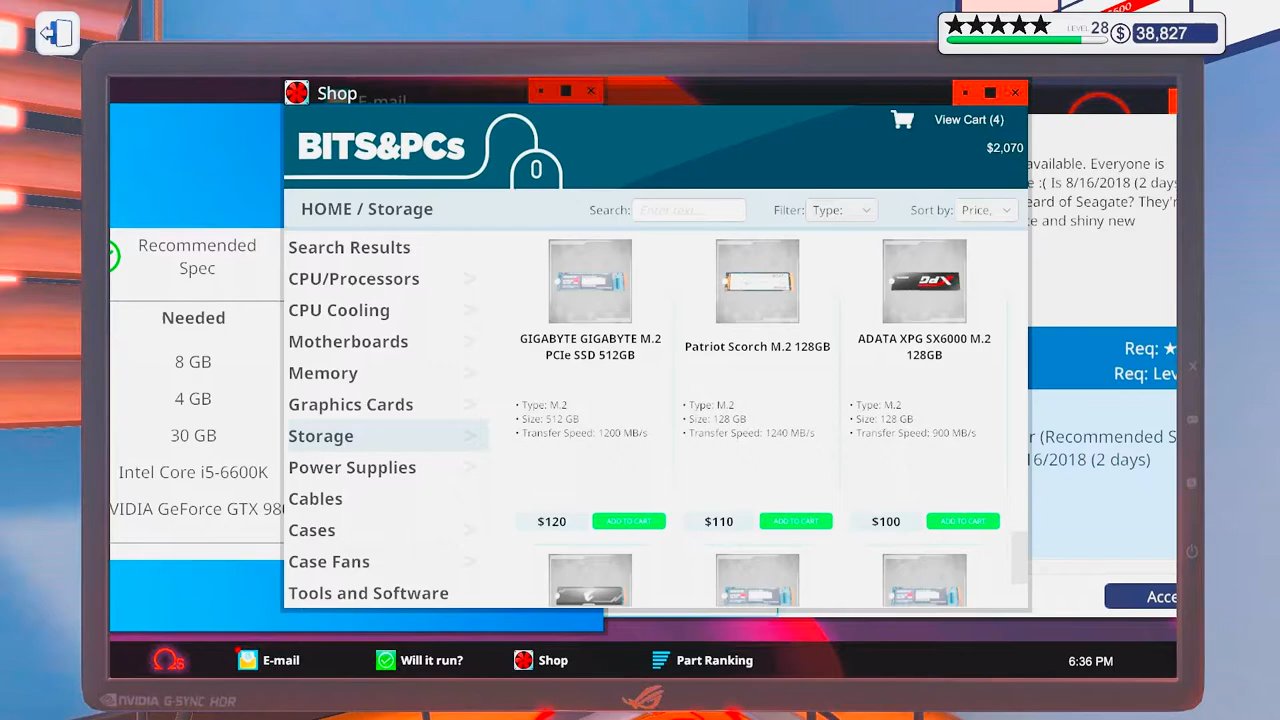 LEVEL 28
$ 38,827
Shop
E-mail
BITS&PCs
View Cart (4)
$2,070
HOME / Storage
Search:
Enter text...
Filter:
Type:
Sort by:
Price,
Search Results
CPU/Processors
CPU Cooling
Motherboards
Memory
Graphics Cards
Storage
Power Supplies
Cables
Cases
Case Fans
Tools and Software
GIGABYTE GIGABYTE M.2
PCIe SSD 512GB
• Type: M.2
• Size: 512 GB
• Transfer Speed: 1200 MB/s
$120
ADD TO CART
Patriot Scorch M.2 128GB
• Type: M.2
• Size: 128 GB
• Transfer Speed: 1240 MB/s
$110
ADD TO CART
XPG
ADATA XPG SX6000 M.2
128GB
• Type: M.2
• Size: 128 GB
• Transfer Speed: 900 MB/s
$100
ADD TO CART
Recommended
Spec
Needed
8 GB
4 GB
30 GB
Intel Core i5-6600K
VIDIA GeForce GTX 98
available. Everyone is
e :( Is 8/16/2018 (2 days
eard of Seagate? They'r
te and shiny new
Req: ★
Req: Lev
r (Recommended S
16/2018 (2 days)
Acce
E-mail
Will it run?
Shop
Part Ranking
6:36 PM
NVIDIA G-SYNC HDR